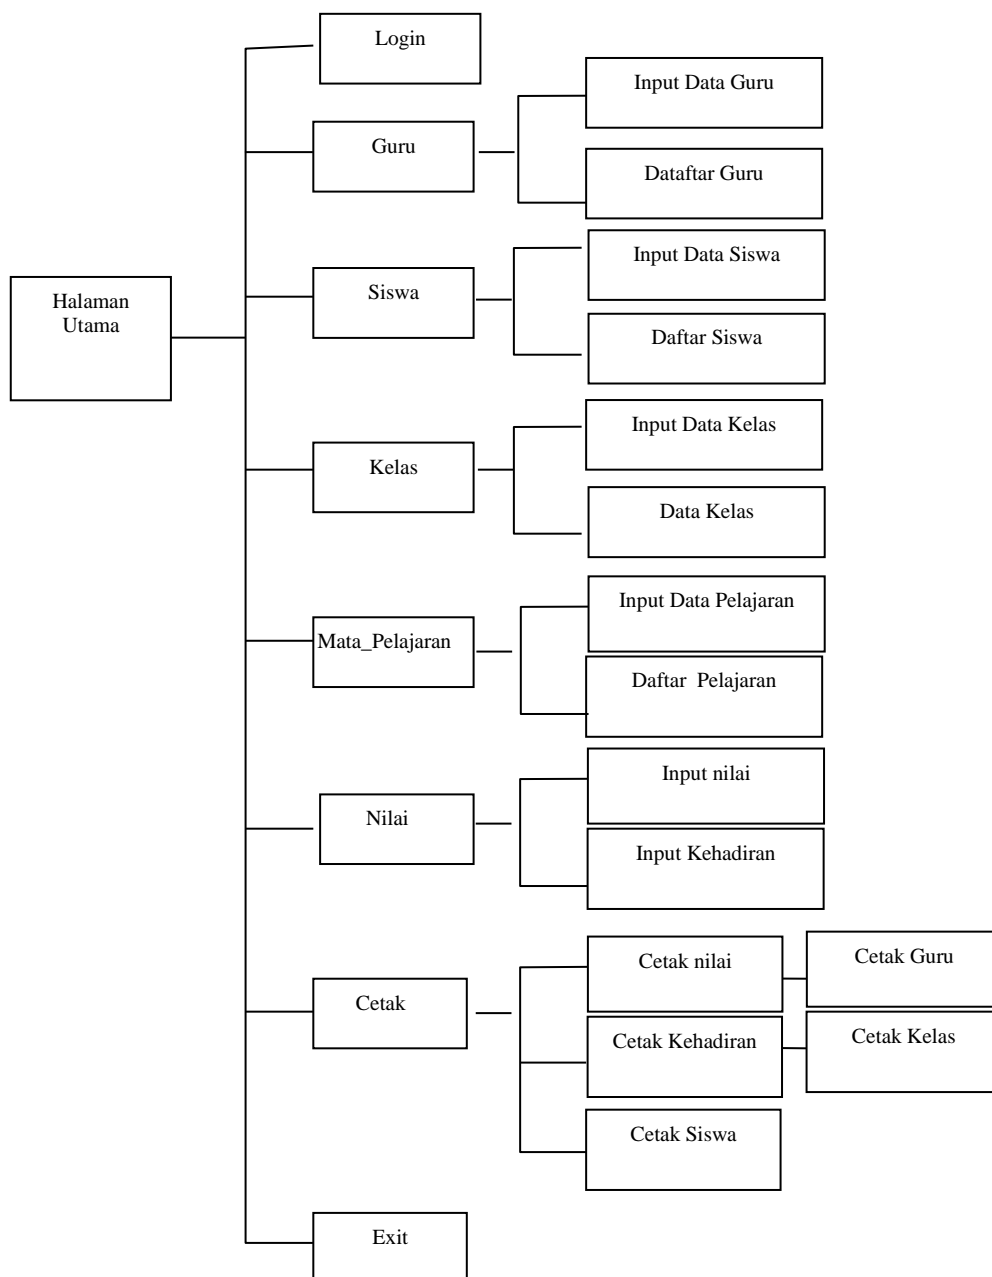 Login
Input Data Guru
Guru
Dataftar Guru
Input Data Siswa
Siswa
Halaman
Utama
Daftar Siswa
Input Data Kelas
Kelas
Data Kelas
Input Data Pelajaran
Mata_Pelajaran
Daftar  Pelajaran
Input nilai
Nilai
Input Kehadiran
Cetak nilai
Cetak Guru
Cetak
Cetak Kehadiran
Cetak Kelas
Cetak Siswa
Exit